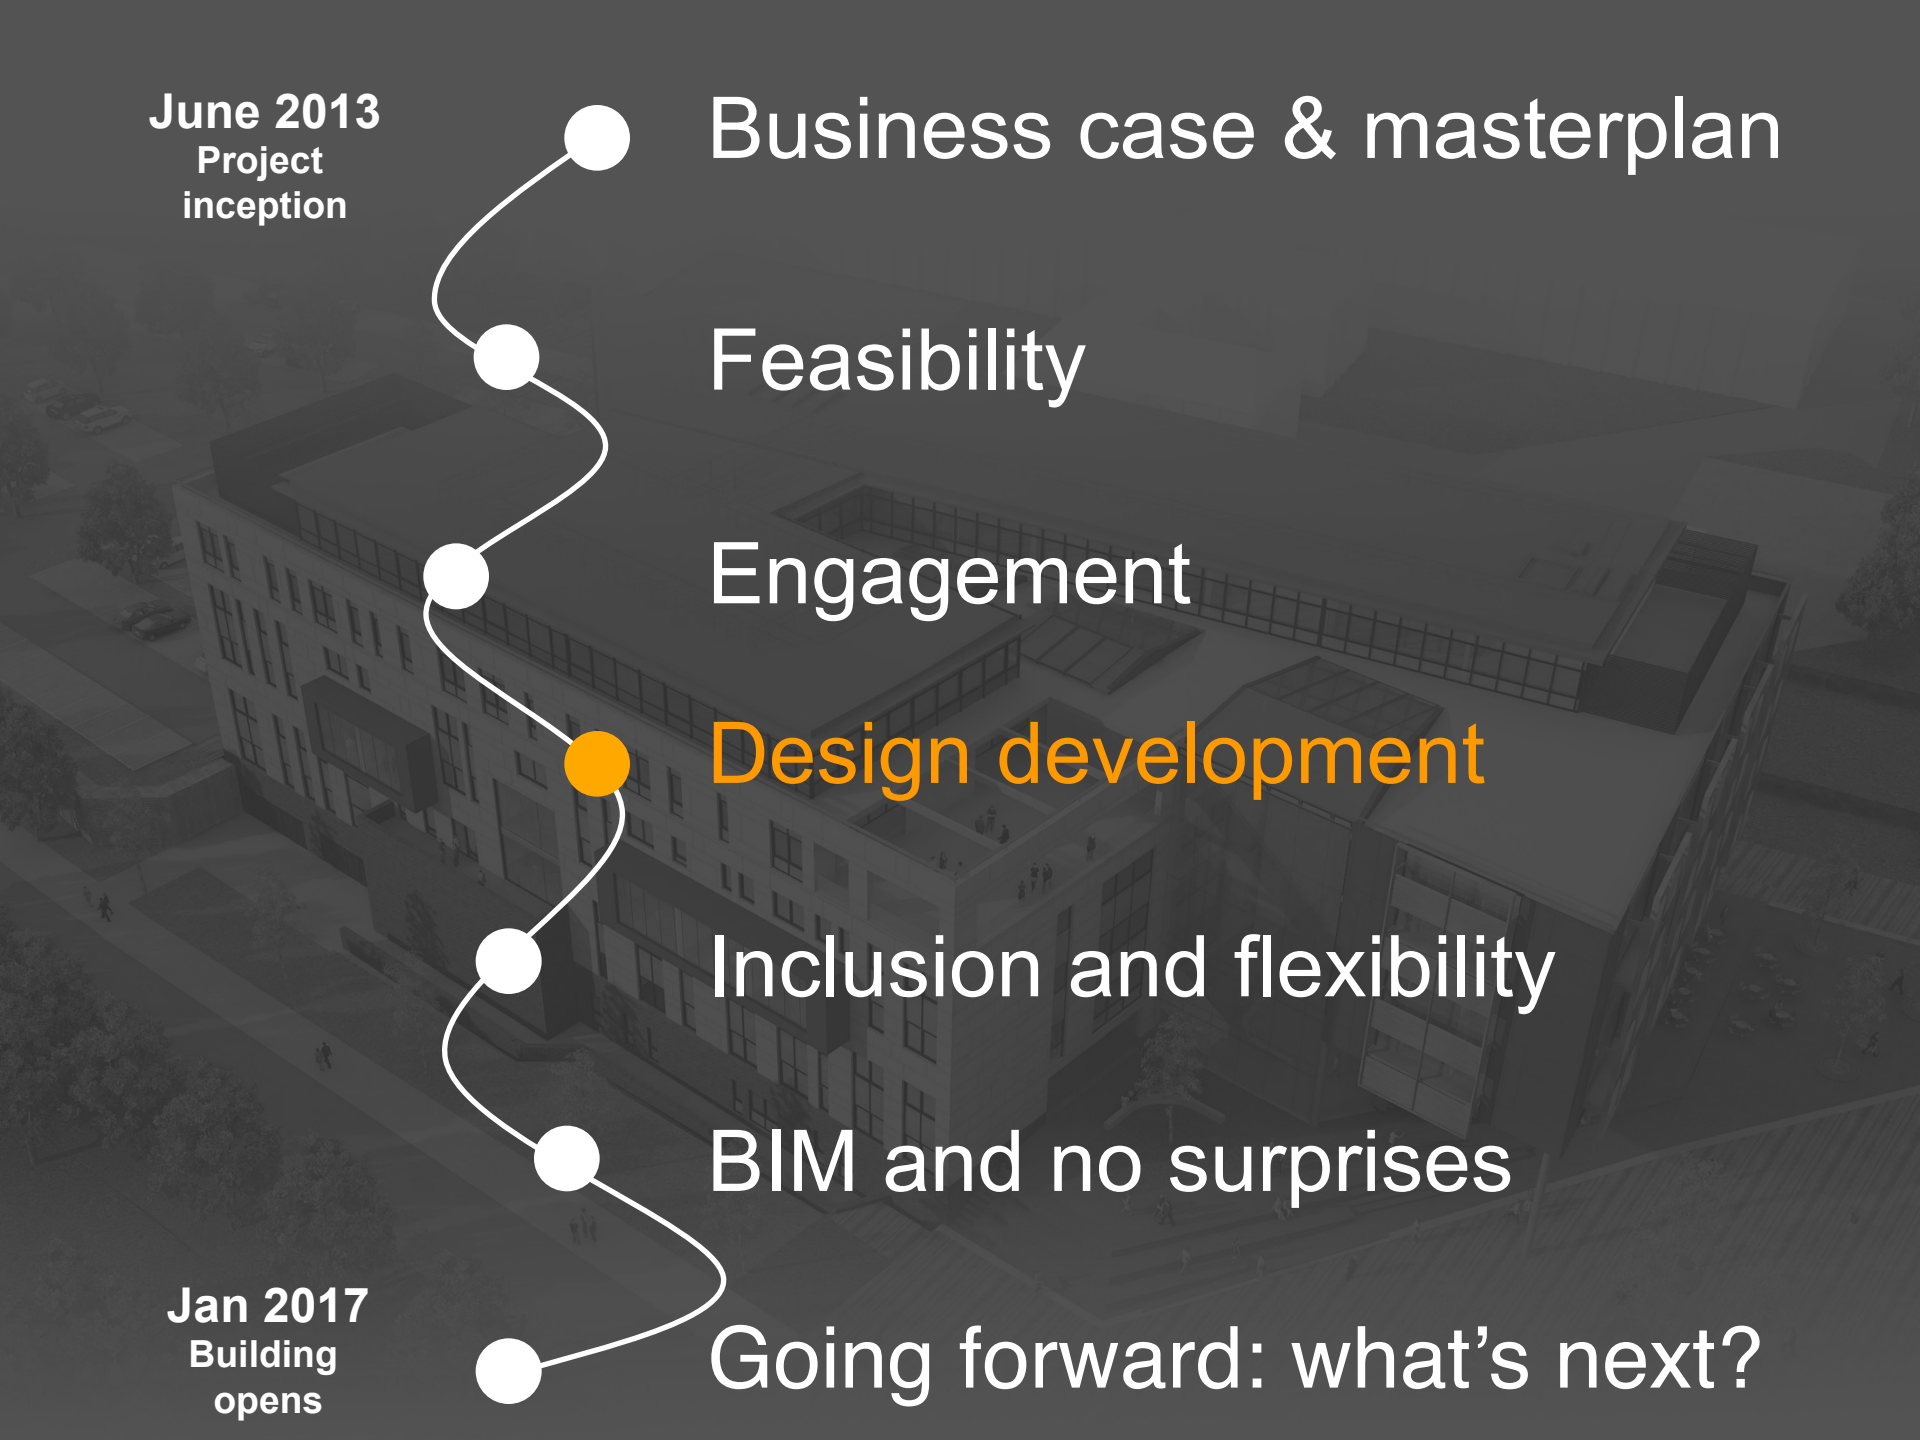 June 2013
Project
inception
Business case & masterplan
Feasibility
Engagement
Design development
Inclusion and flexibility
BIM and no surprises
Jan 2017
Building
opens
Going forward: what’s next?